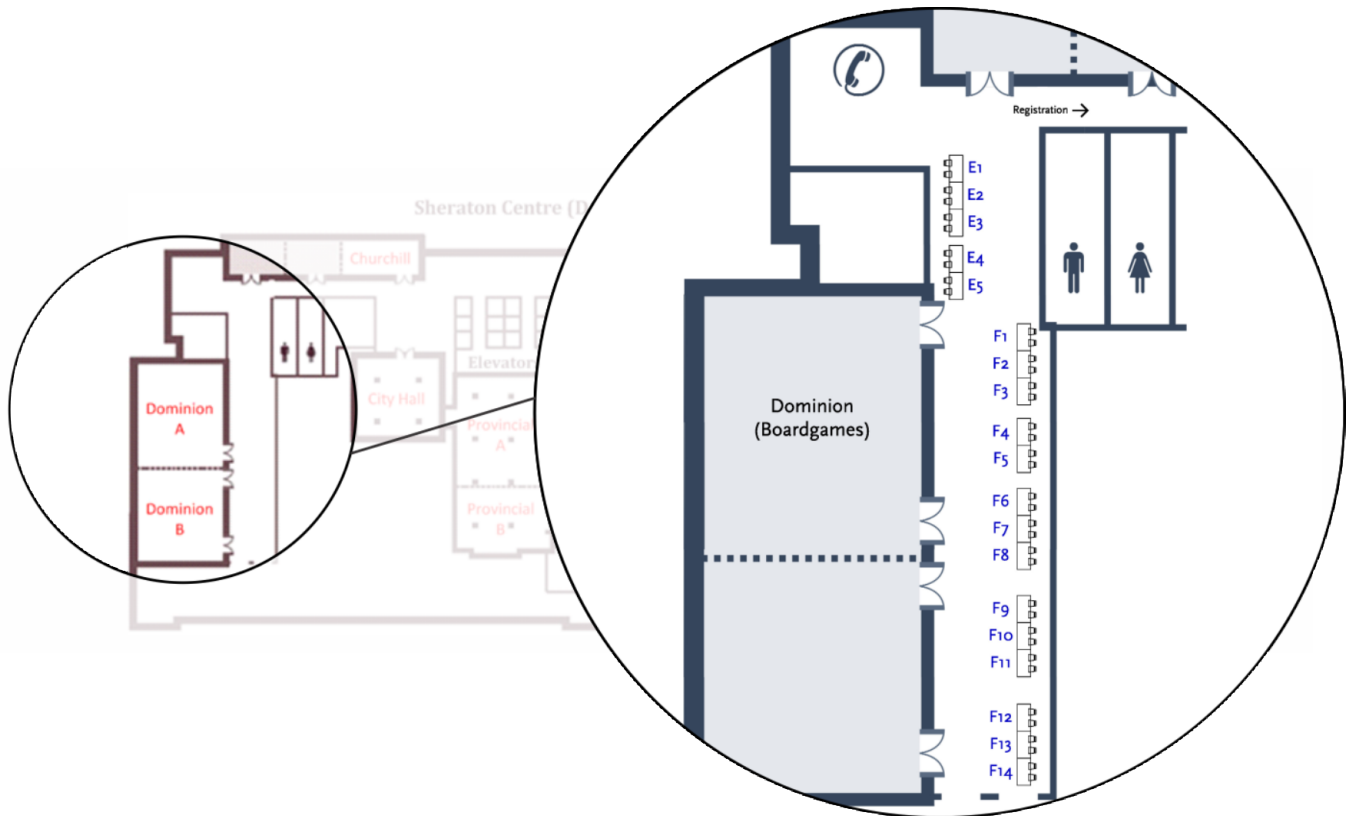 Sheraton Centre (D
Churchill
Elevator
City Hall
Provincial
A
Provincial
B
Dominion
A
Dominion
B
Registration →
E1
E2
E3
E4
E5
F1
F2
F3
F4
F5
F6
F7
F8
F9
F10
F11
F12
F13
F14
Dominion
(Boardgames)